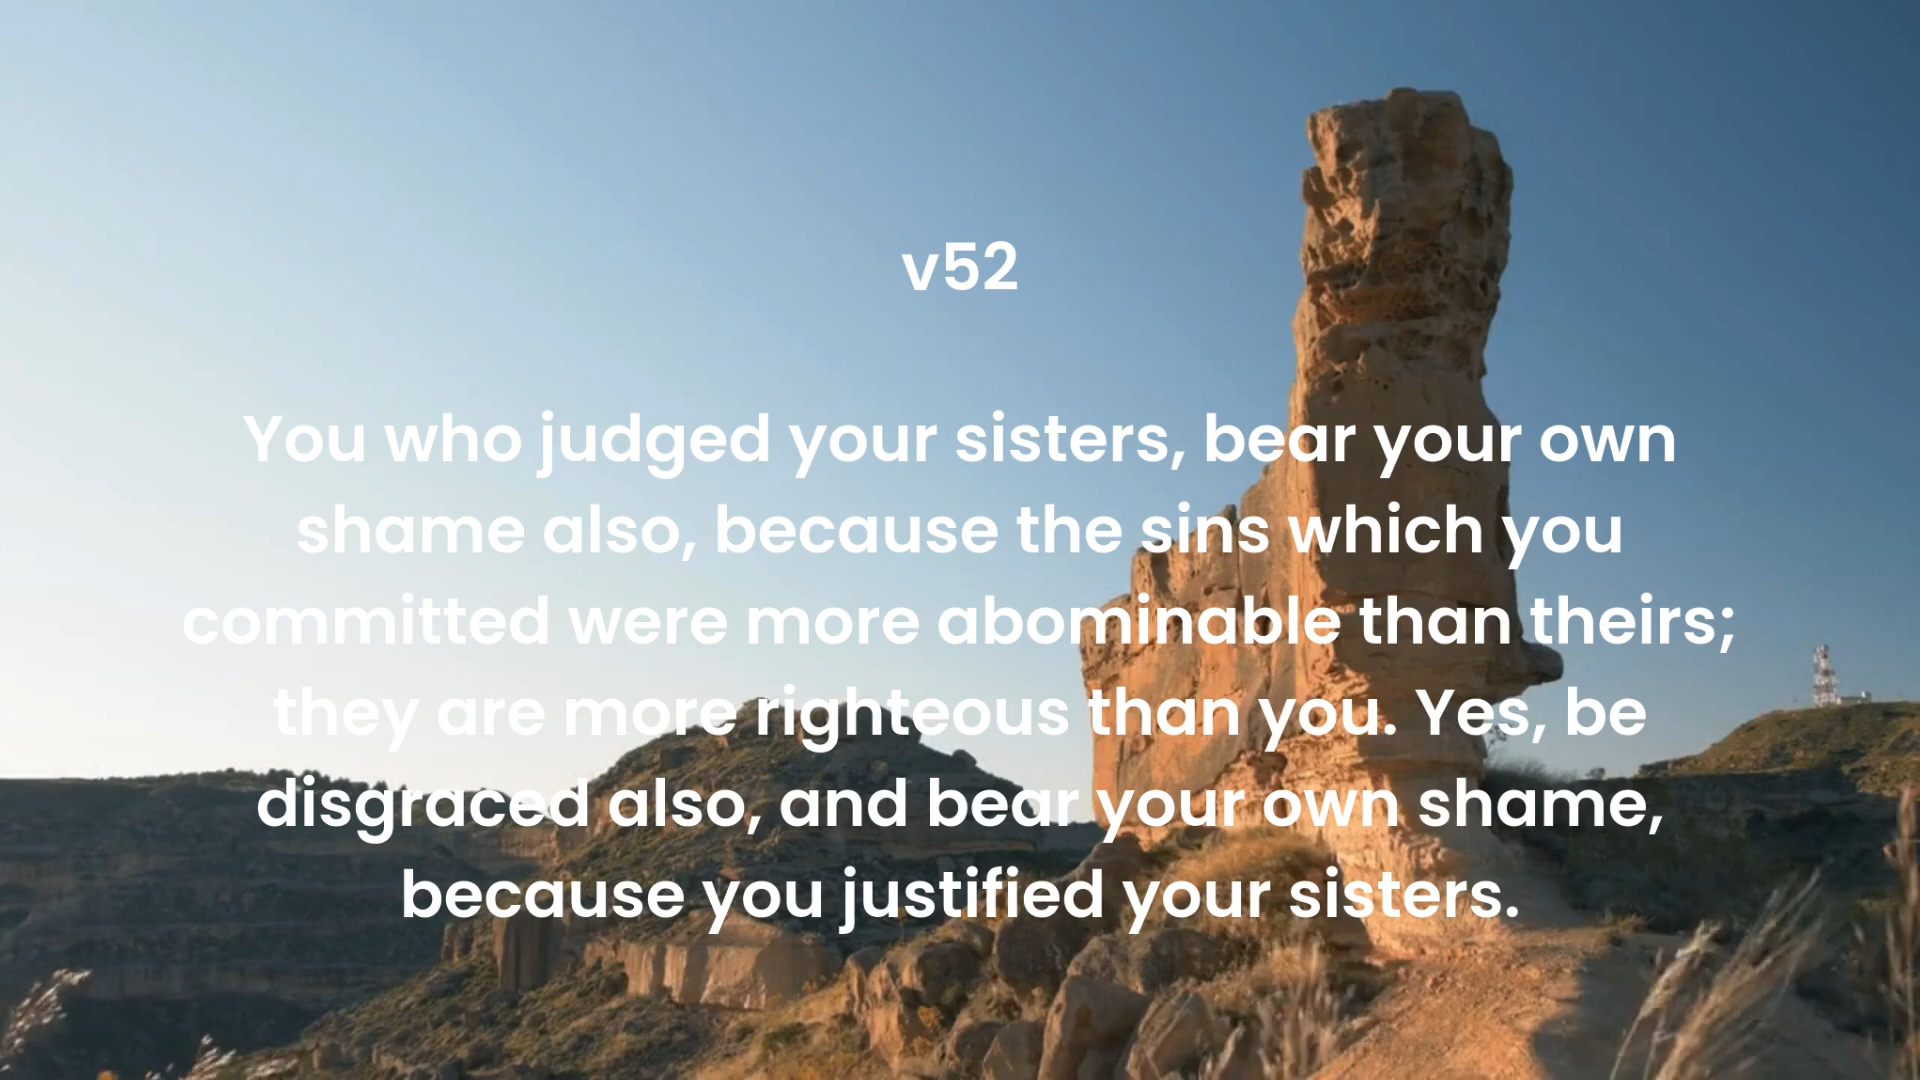 v52
You who judged your sisters, bear your own
shame also, because the sins which you
committed were more abominable than theirs;
they are more righteous than you. Yes, be
disgraced also, and bear your own shame,
because you justified your sisters.